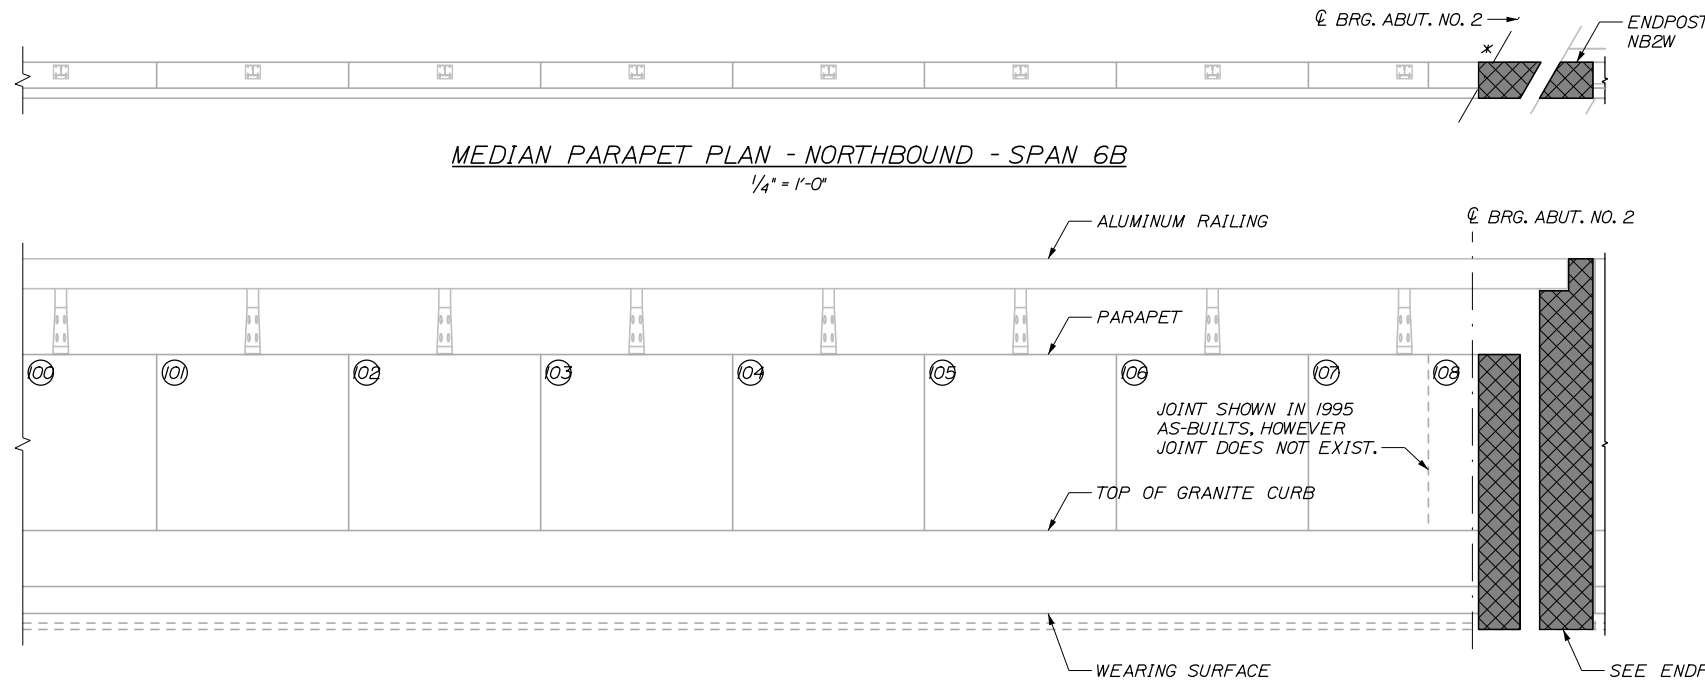 ℄ BRG. ABUT. NO. 2
*
ENDPOST
NB2W
MEDIAN PARAPET PLAN - NORTHBOUND - SPAN 6B
1/4" = 1'-0"
℄ BRG. ABUT. NO. 2
ALUMINUM RAILING
PARAPET
100 101 102 103 104 105 106 107 108
JOINT SHOWN IN 1995
AS-BUILTS, HOWEVER
JOINT DOES NOT EXIST.
TOP OF GRANITE CURB
WEARING SURFACE
SEE